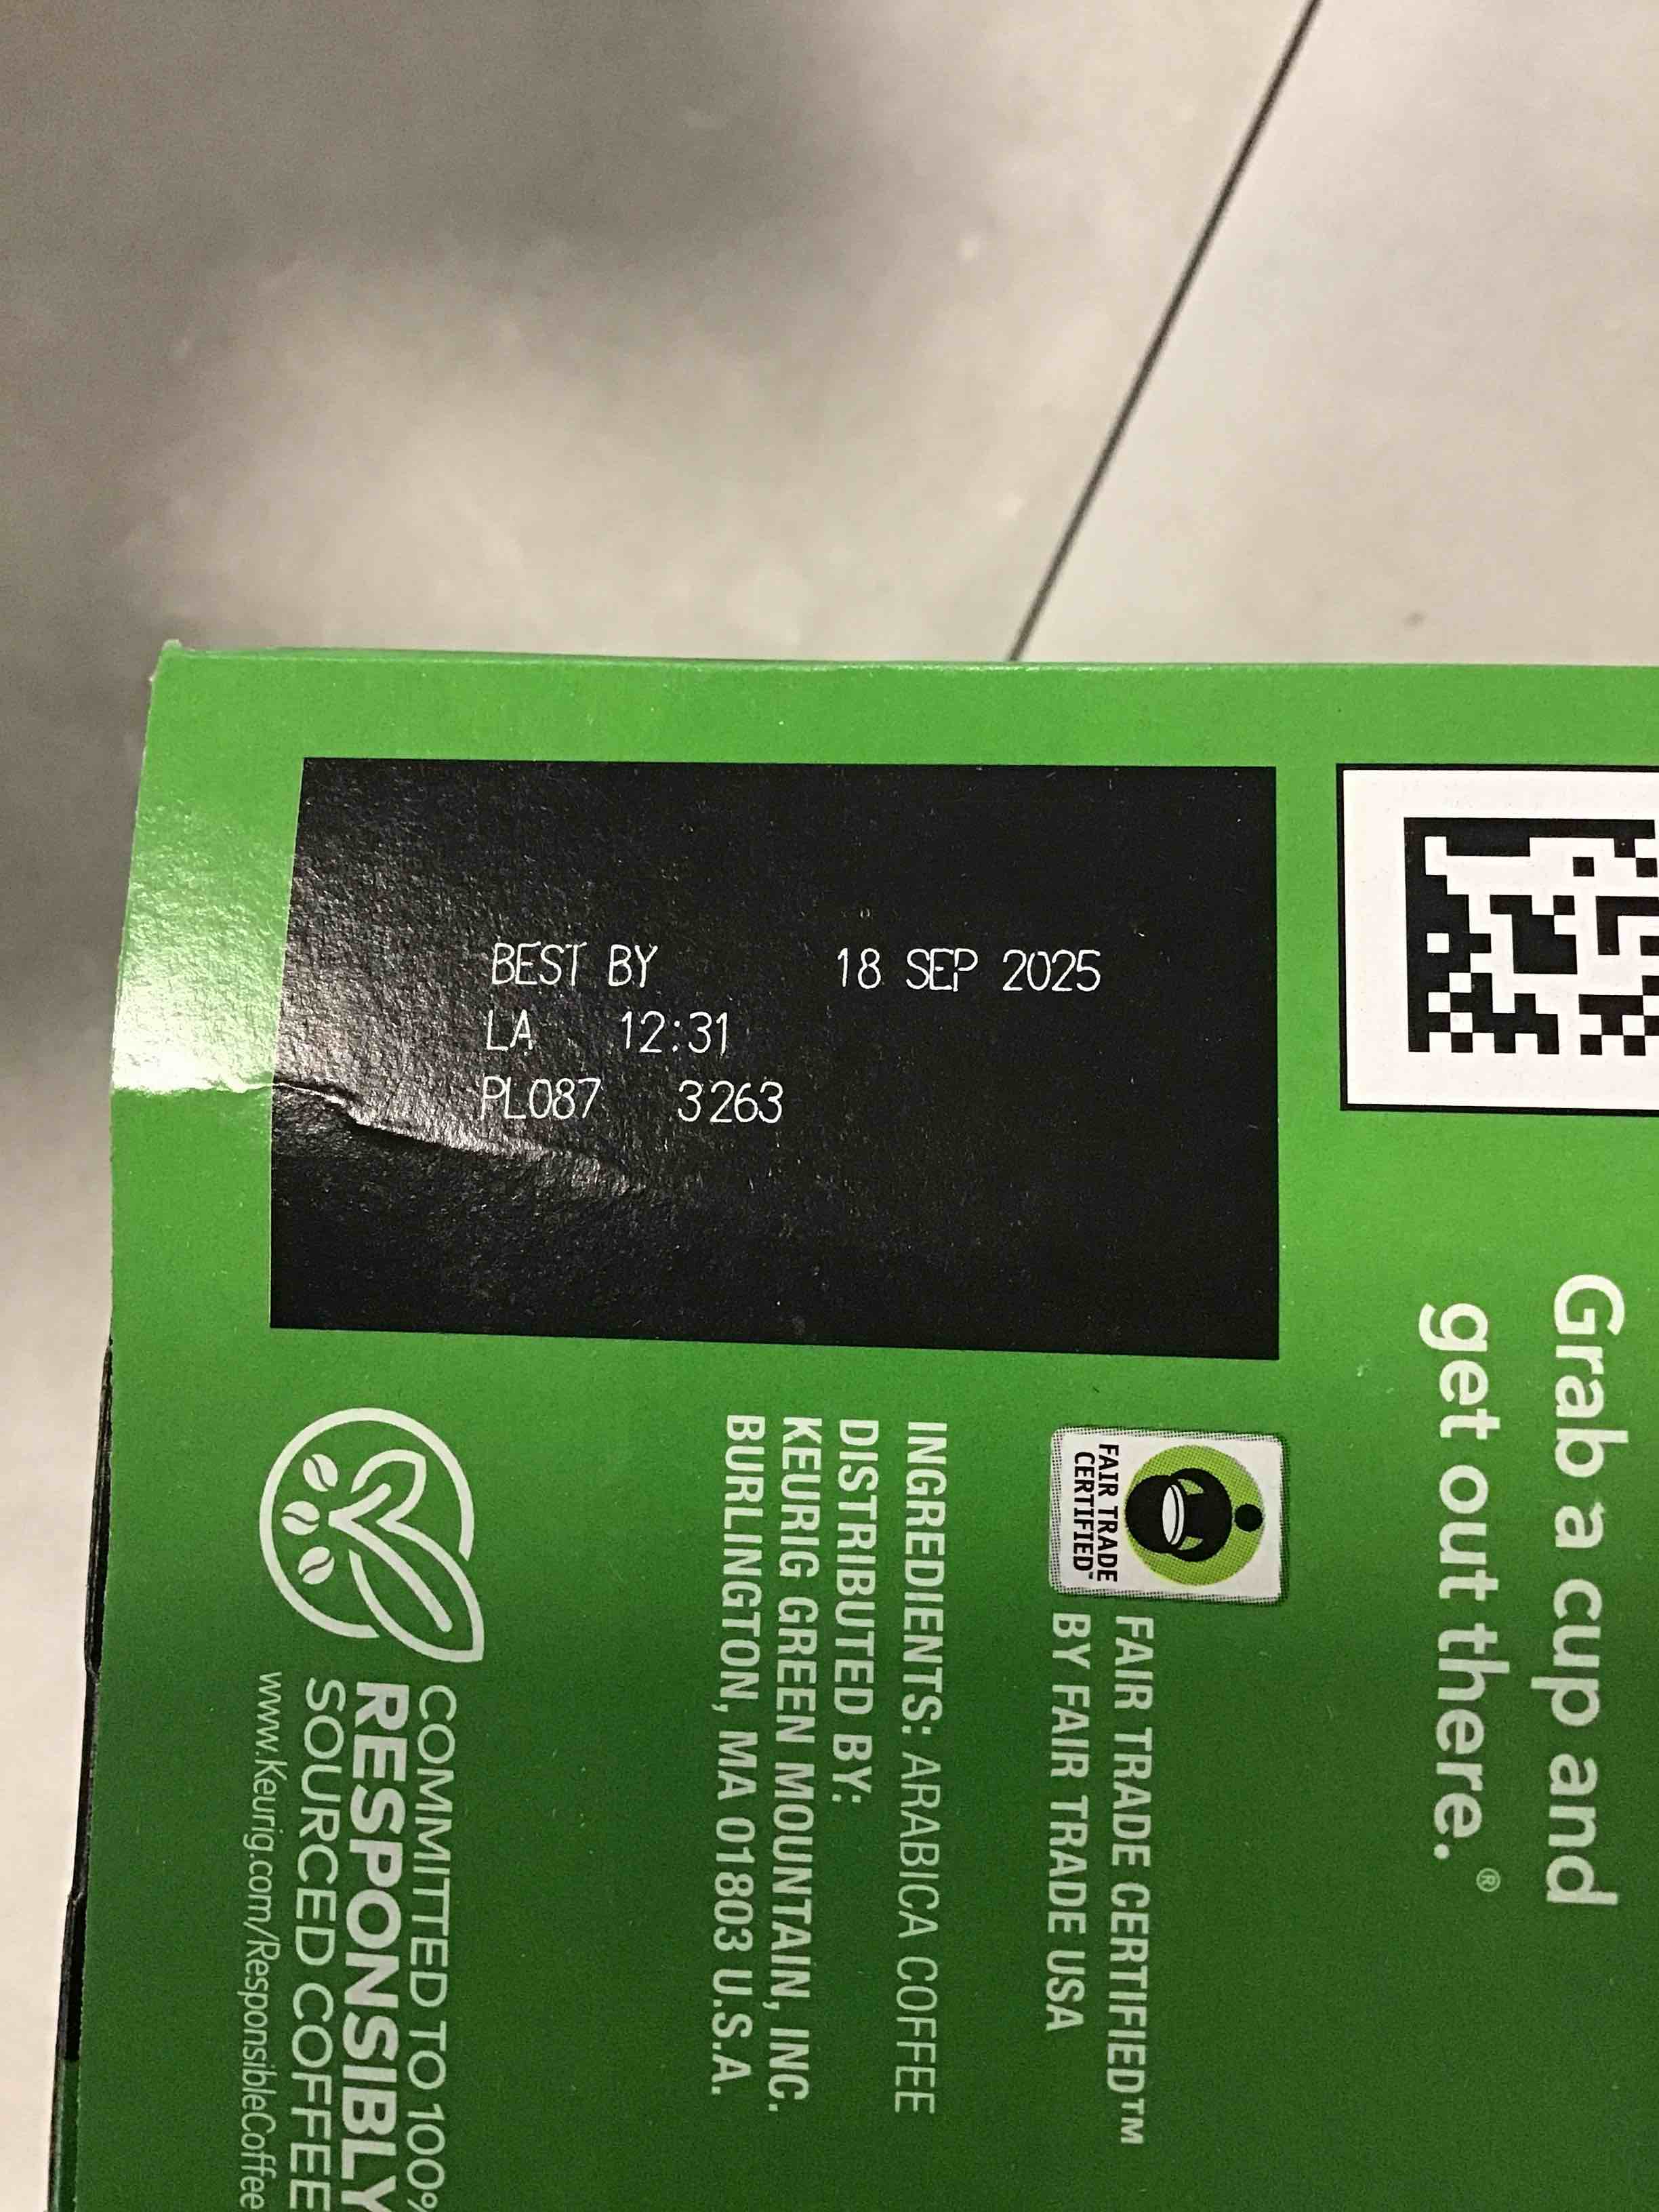 BEST BY 18 SEP 2025
LA 12:31
PL087 3263
Grab a cup and
get out there.®
FAIR TRADE
CERTIFIED™
FAIR TRADE CERTIFIED™
BY FAIR TRADE USA
INGREDIENTS: ARABICA COFFEE
DISTRIBUTED BY:
KEURIG GREEN MOUNTAIN, INC.
BURLINGTON, MA 01803 U.S.A.
COMMITTED TO 100%
RESPONSIBLY
SOURCED COFFEE
www.Keurig.com/ResponsibleCoffee